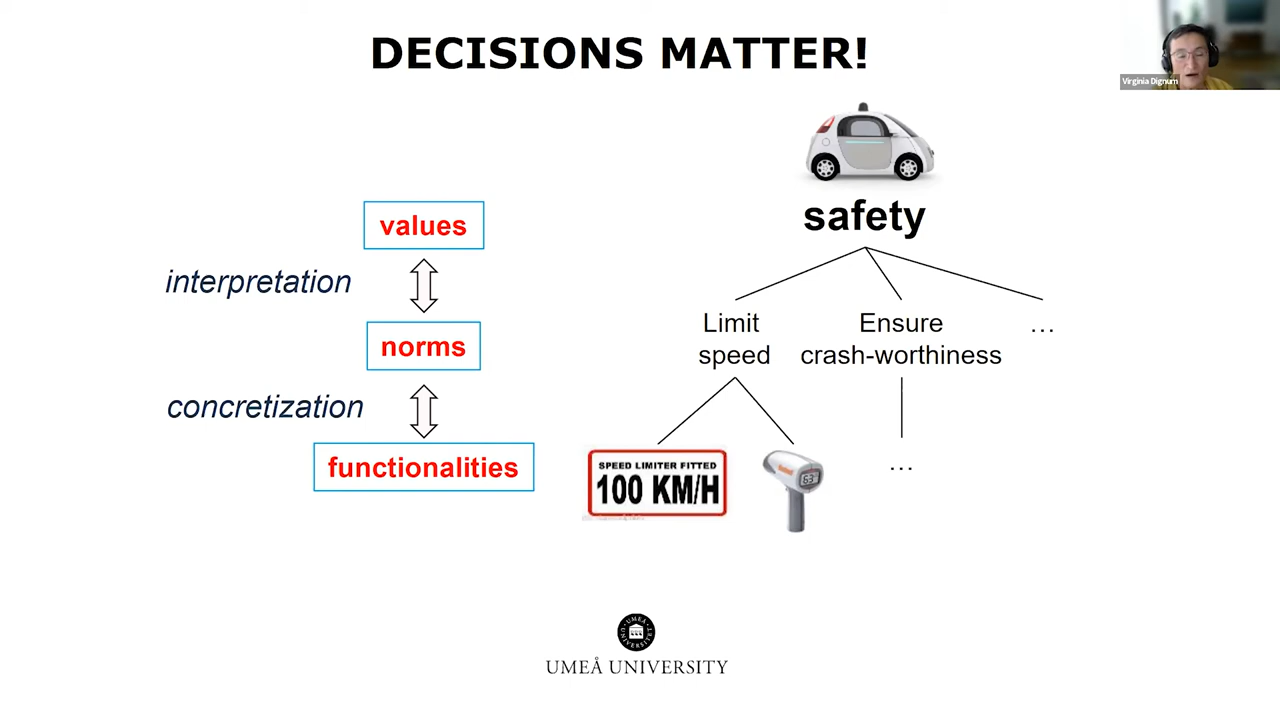 DECISIONS MATTER!
Virginia Dignum
safety
values
interpretation
Limit
speed
Ensure
crash-worthiness
…
norms
concretization
functionalities
SPEED LIMITER FITTED
100 KM/H
…
UMEÅ UNIVERSITY